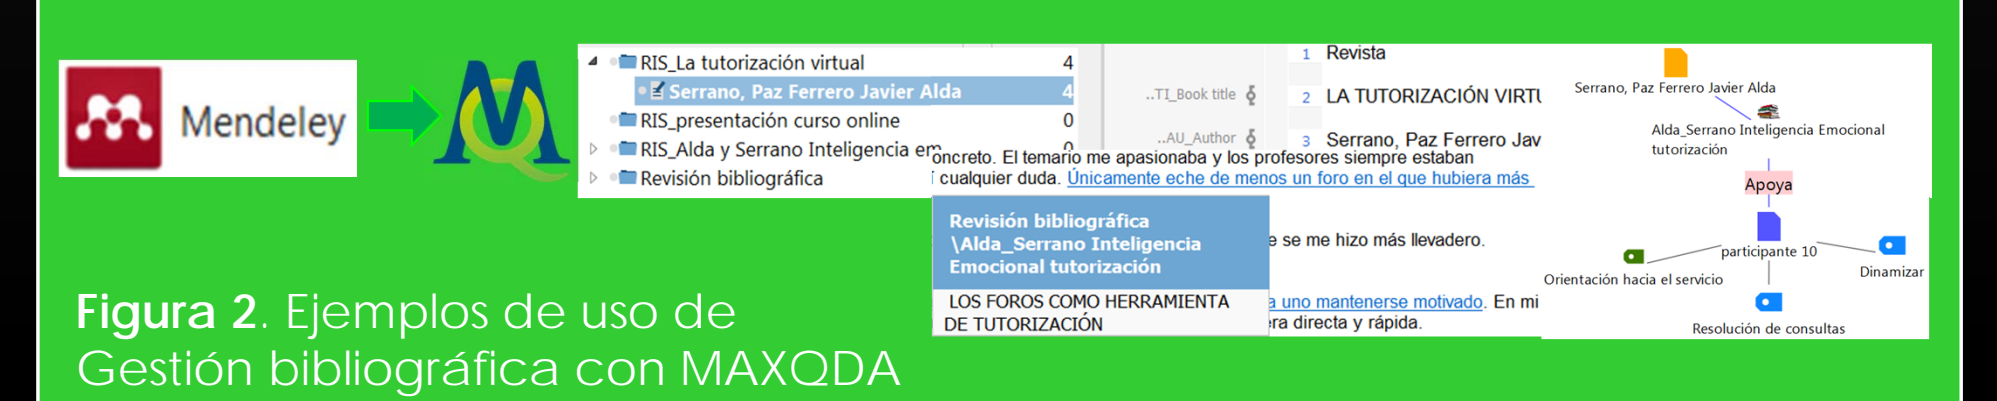 Mendeley
RIS_La tutorización virtual 4
Serrano, Paz Ferrero Javier Alda 4
RIS_presentación curso online 0
RIS_Alda y Serrano Inteligencia em
Revisión bibliográfica
..TI_Book title
..AU_Author
1 Revista
2 LA TUTORIZACIÓN VIRTU
3 Serrano, Paz Ferrero Jav
oncreto. El temario me apasionaba y los profesores siempre estaban
cualquier duda. Únicamente eche de menos un foro en el que hubiera más
Revisión bibliográfica
\Alda_Serrano Inteligencia
Emocional tutorización
LOS FOROS COMO HERRAMIENTA
DE TUTORIZACIÓN
e se me hizo más llevadero.
a uno mantenerse motivado. En mi
era directa y rápida.
Serrano, Paz Ferrero Javier Alda
Alda_Serrano Inteligencia Emocional
tutorización
Apoya
participante 10
Orientación hacia el servicio
Dinamizar
Resolución de consultas
Figura 2. Ejemplos de uso de
Gestión bibliográfica con MAXQDA